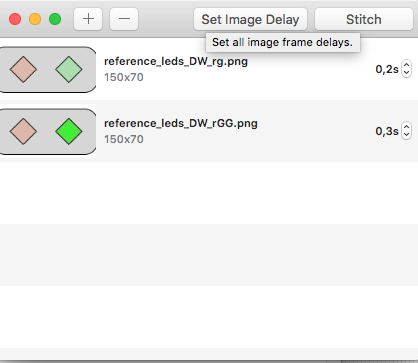 + − Set Image Delay Stitch
Set all image frame delays.
reference_leds_DW_rg.png
150x70
0,2s
reference_leds_DW_rGG.png
150x70
0,3s